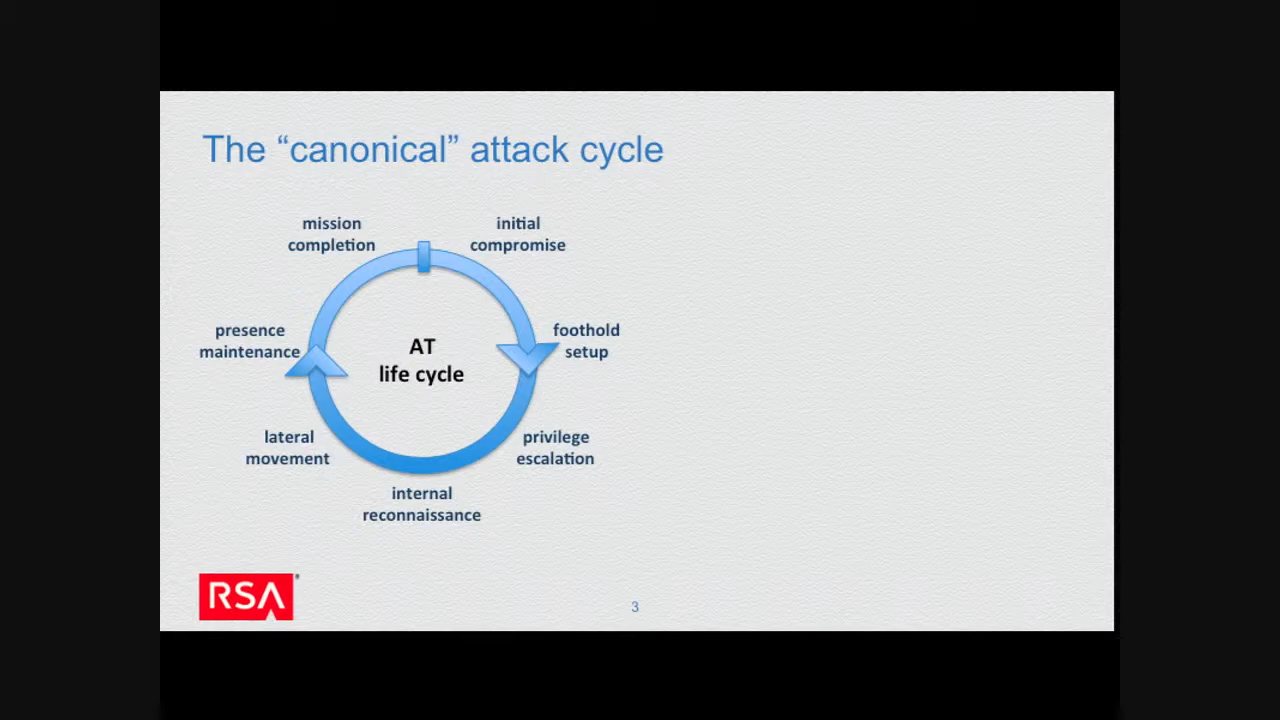 The “canonical” attack cycle
mission
completion
initial
compromise
presence
maintenance
AT
life cycle
foothold
setup
lateral
movement
privilege
escalation
internal
reconnaissance
RSA®
3